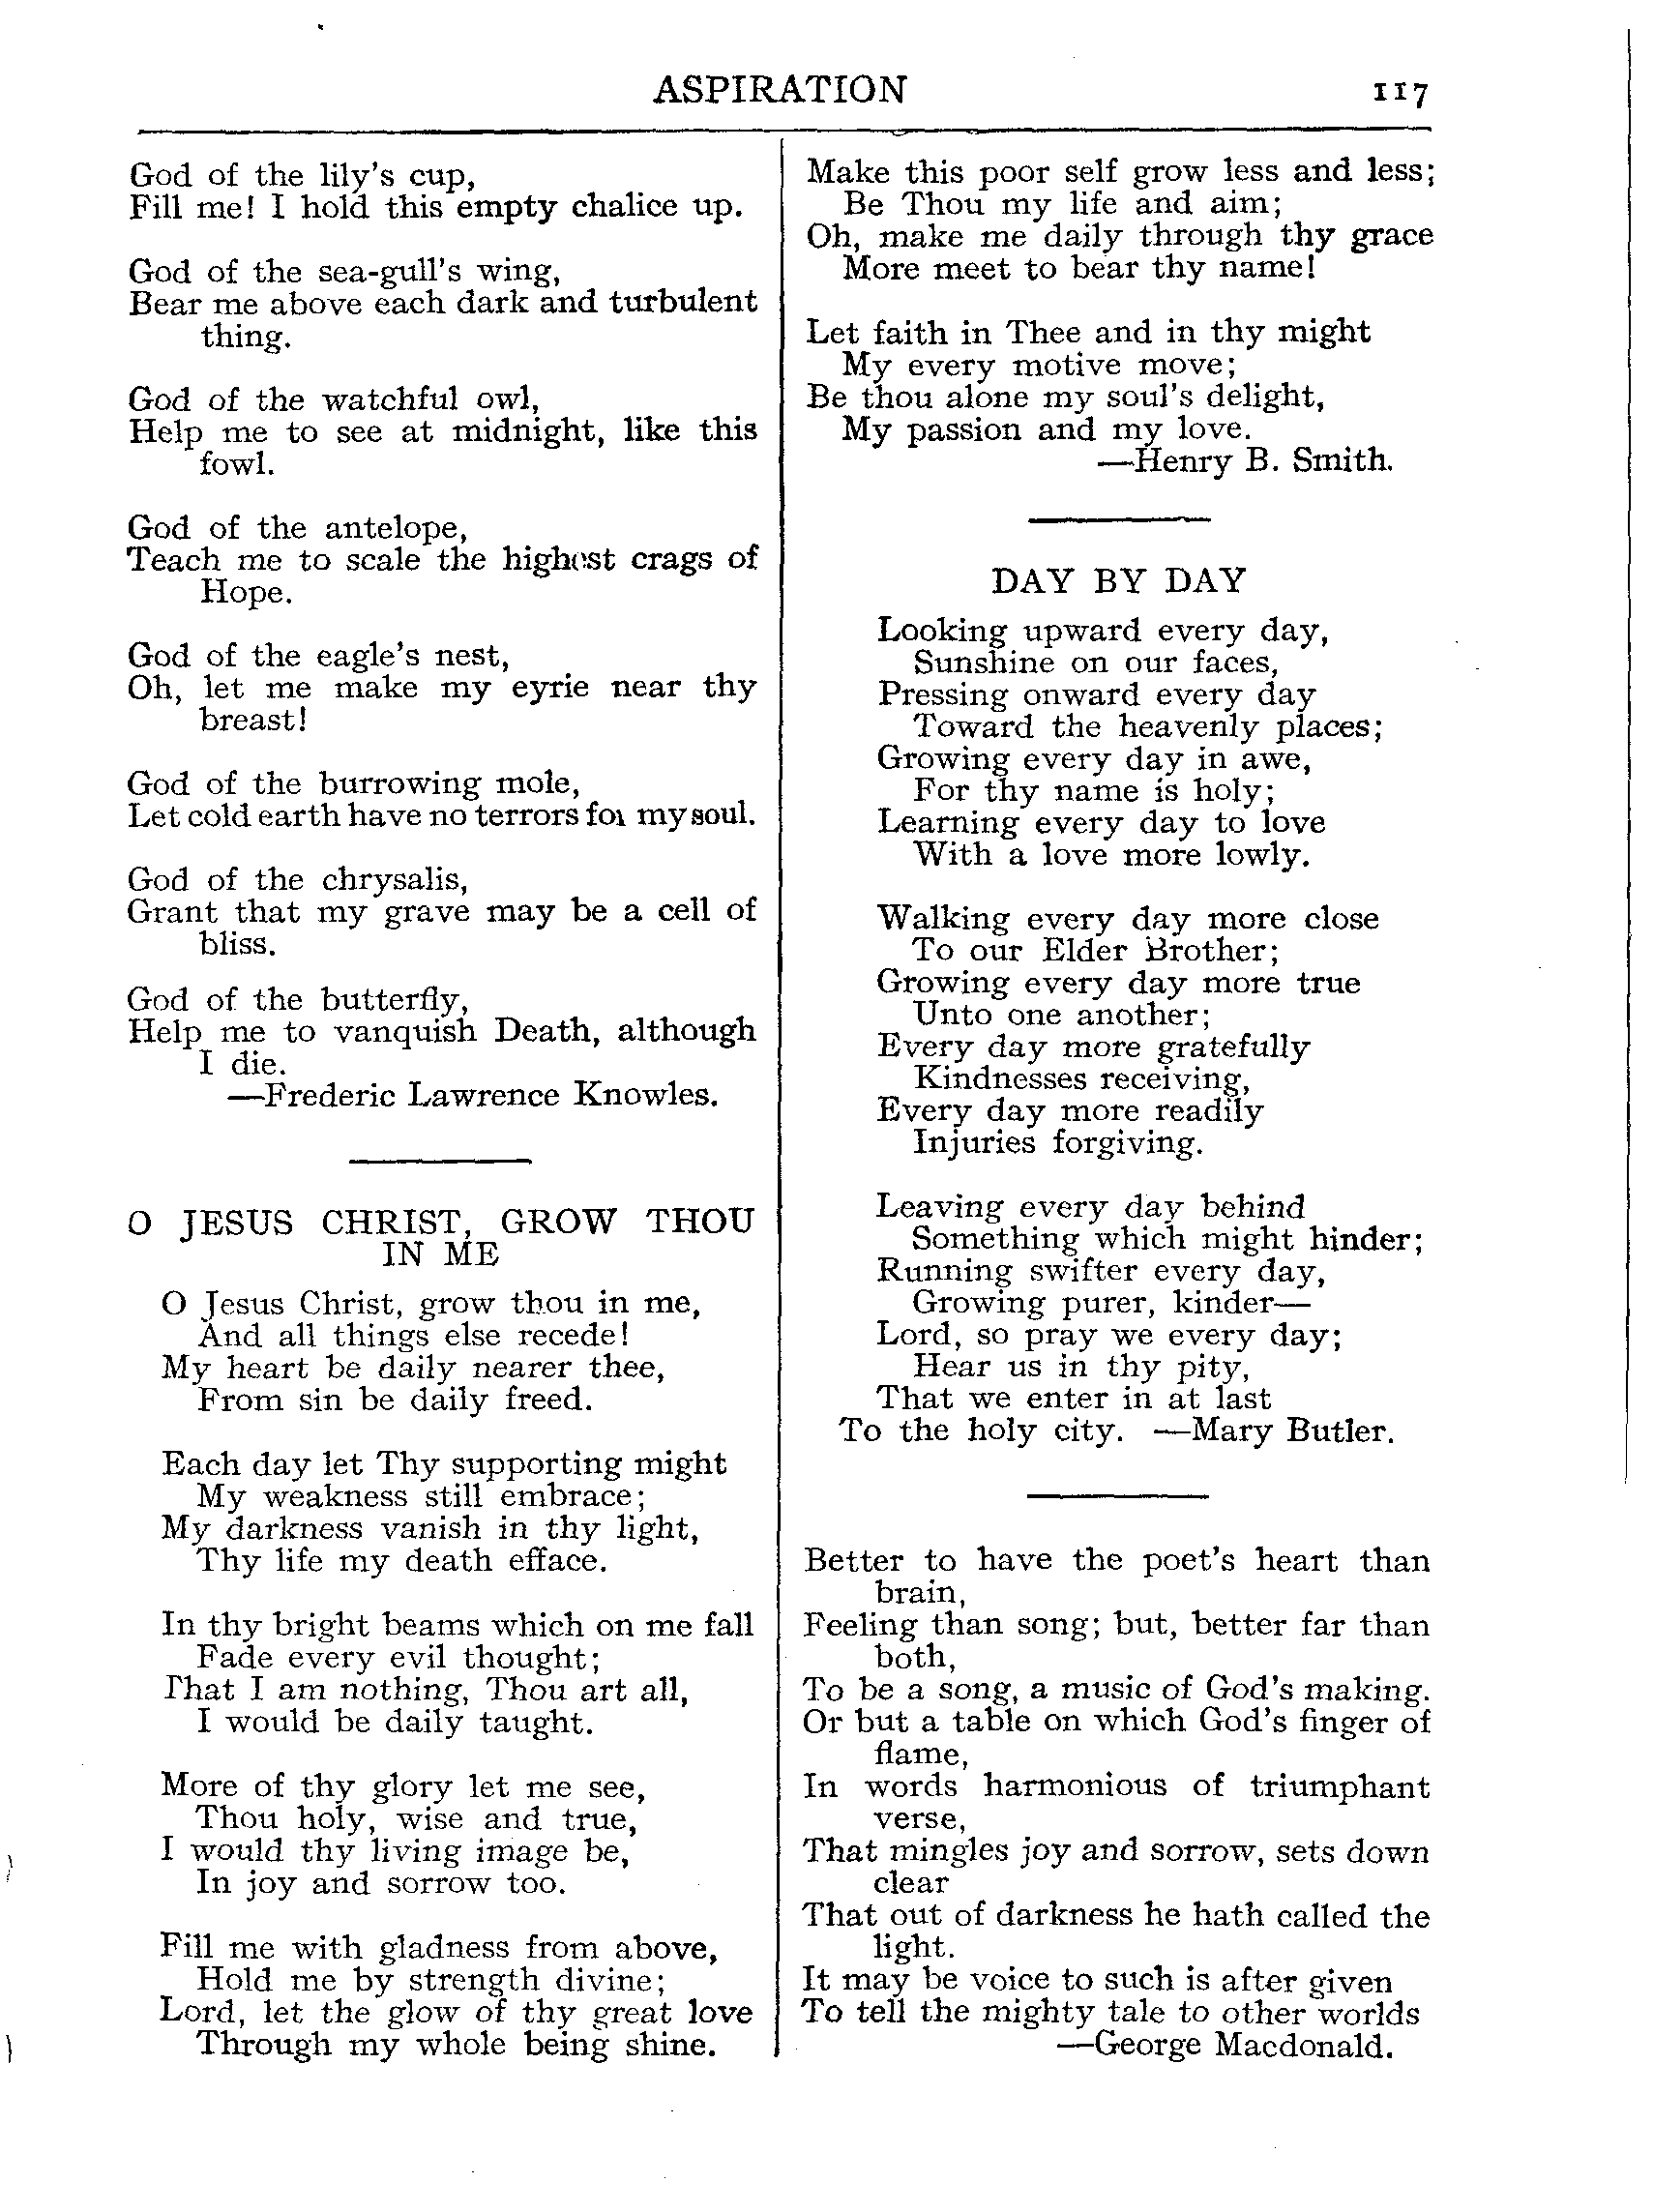 ASPIRATION 117
God of the lily's cup,
Fill me! I hold this empty chalice up.
God of the sea-gull's wing,
Bear me above each dark and turbulent
thing.
God of the watchful owl,
Help me to see at midnight, like this
fowl.
God of the antelope,
Teach me to scale the highest crags of
Hope.
God of the eagle's nest,
Oh, let me make my eyrie near thy
breast!
God of the burrowing mole,
Let cold earth have no terrors for my soul.
God of the chrysalis,
Grant that my grave may be a cell of
bliss.
God of the butterfly,
Help me to vanquish Death, although
I die.
—Frederic Lawrence Knowles.
O JESUS CHRIST, GROW THOU
IN ME
O Jesus Christ, grow thou in me,
And all things else recede!
My heart be daily nearer thee,
From sin be daily freed.
Each day let Thy supporting might
My weakness still embrace;
My darkness vanish in thy light,
Thy life my death efface.
In thy bright beams which on me fall
Fade every evil thought;
That I am nothing, Thou art all,
I would be daily taught.
More of thy glory let me see,
Thou holy, wise and true,
I would thy living image be,
In joy and sorrow too.
Fill me with gladness from above,
Hold me by strength divine;
Lord, let the glow of thy great love
Through my whole being shine.
Make this poor self grow less and less;
Be Thou my life and aim;
Oh, make me daily through thy grace
More meet to bear thy name!
Let faith in Thee and in thy might
My every motive move;
Be thou alone my soul's delight,
My passion and my love.
—Henry B. Smith.
DAY BY DAY
Looking upward every day,
Sunshine on our faces,
Pressing onward every day
Toward the heavenly places;
Growing every day in awe,
For thy name is holy;
Learning every day to love
With a love more lowly.
Walking every day more close
To our Elder Brother;
Growing every day more true
Unto one another;
Every day more gratefully
Kindnesses receiving,
Every day more readily
Injuries forgiving.
Leaving every day behind
Something which might hinder;
Running swifter every day,
Growing purer, kinder—
Lord, so pray we every day;
Hear us in thy pity,
That we enter in at last
To the holy city. —Mary Butler.
Better to have the poet's heart than
brain,
Feeling than song; but, better far than
both,
To be a song, a music of God's making.
Or but a table on which God's finger of
flame,
In words harmonious of triumphant
verse,
That mingles joy and sorrow, sets down
clear
That out of darkness he hath called the
light.
It may be voice to such is after given
To tell the mighty tale to other worlds
—George Macdonald.